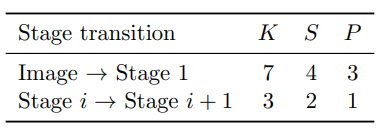 Stage transition K S P
Image → Stage 1 7 4 3
Stage i → Stage i + 1 3 2 1